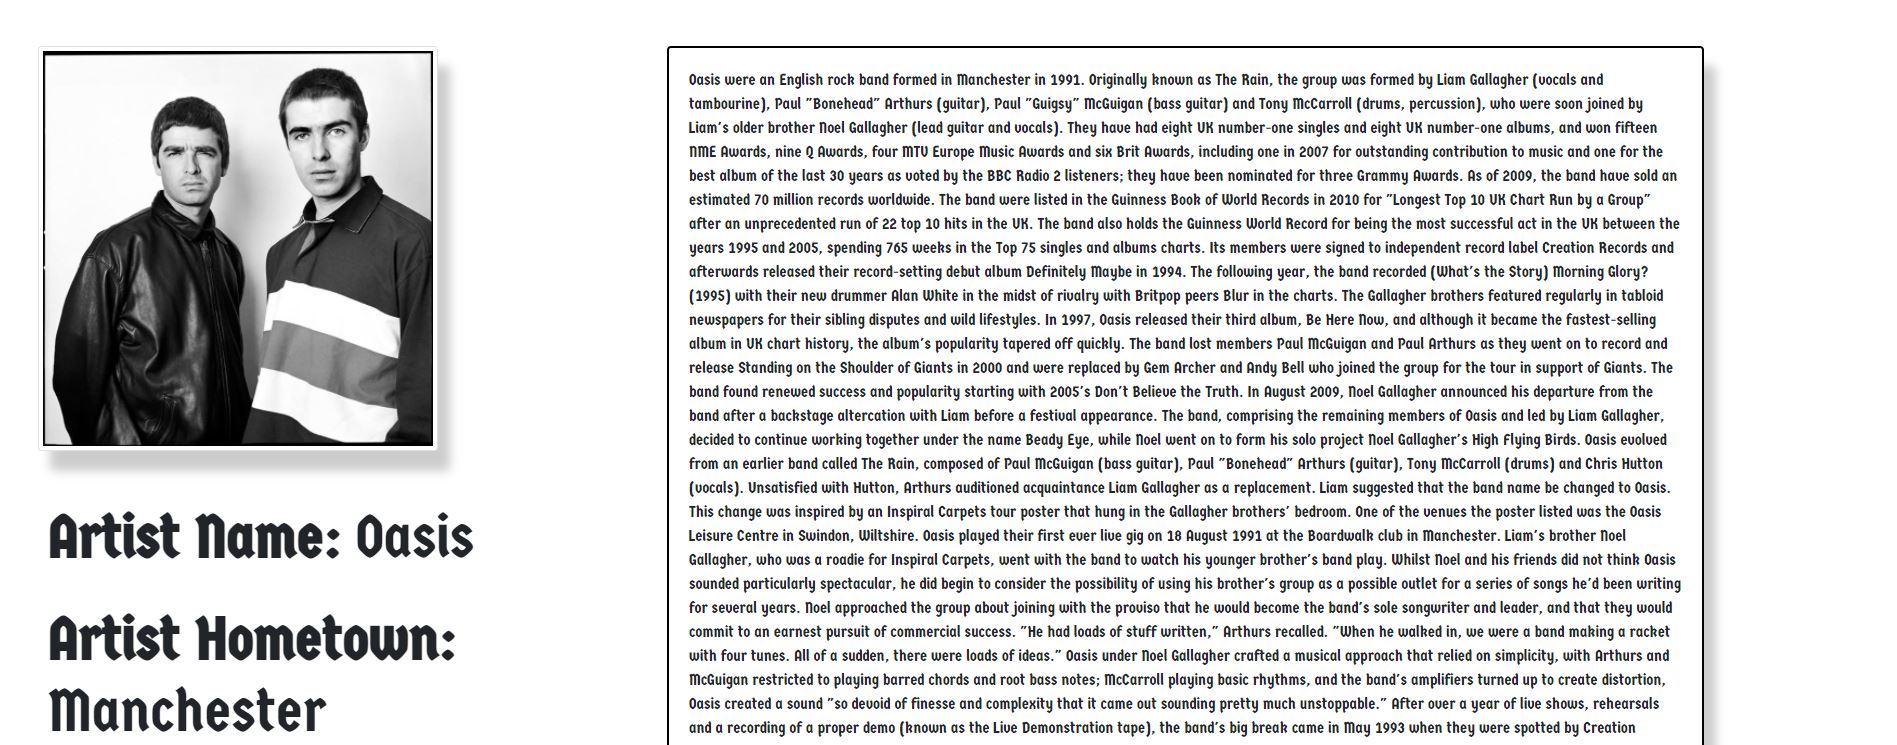 Artist Name: Oasis
Artist Hometown:
Manchester
Oasis were an English rock band formed in Manchester in 1991. Originally known as The Rain, the group was formed by Liam Gallagher (vocals and
tambourine), Paul "Bonehead" Arthurs (guitar), Paul "Guigsy" McGuigan (bass guitar) and Tony McCarroll (drums, percussion), who were soon joined by
Liam's older brother Noel Gallagher (lead guitar and vocals). They have had eight UK number-one singles and eight UK number-one albums, and won fifteen
NME Awards, nine Q Awards, four MTV Europe Music Awards and six Brit Awards, including one in 2007 for outstanding contribution to music and one for the
best album of the last 30 years as voted by the BBC Radio 2 listeners; they have been nominated for three Grammy Awards. As of 2009, the band have sold an
estimated 70 million records worldwide. The band were listed in the Guinness Book of World Records in 2010 for "Longest Top 10 UK Chart Run by a Group"
after an unprecedented run of 22 top 10 hits in the UK. The band also holds the Guinness World Record for being the most successful act in the UK between the
years 1995 and 2005, spending 765 weeks in the Top 75 singles and albums charts. Its members were signed to independent record label Creation Records and
afterwards released their record-setting debut album Definitely Maybe in 1994. The following year, the band recorded (What's the Story) Morning Glory?
(1995) with their new drummer Alan White in the midst of rivalry with Britpop peers Blur in the charts. The Gallagher brothers featured regularly in tabloid
newspapers for their sibling disputes and wild lifestyles. In 1997, Oasis released their third album, Be Here Now, and although it became the fastest-selling
album in UK chart history, the album's popularity tapered off quickly. The band lost members Paul McGuigan and Paul Arthurs as they went on to record and
release Standing on the Shoulder of Giants in 2000 and were replaced by Gem Archer and Andy Bell who joined the group for the tour in support of Giants. The
band found renewed success and popularity starting with 2005's Don't Believe the Truth. In August 2009, Noel Gallagher announced his departure from the
band after a backstage altercation with Liam before a festival appearance. The band, comprising the remaining members of Oasis and led by Liam Gallagher,
decided to continue working together under the name Beady Eye, while Noel went on to form his solo project Noel Gallagher's High Flying Birds. Oasis evolved
from an earlier band called The Rain, composed of Paul McGuigan (bass guitar), Paul "Bonehead" Arthurs (guitar), Tony McCarroll (drums) and Chris Hutton
(vocals). Unsatisfied with Hutton, Arthurs auditioned acquaintance Liam Gallagher as a replacement. Liam suggested that the band name be changed to Oasis.
This change was inspired by an Inspiral Carpets tour poster that hung in the Gallagher brothers' bedroom. One of the venues the poster listed was the Oasis
Leisure Centre in Swindon, Wiltshire. Oasis played their first ever live gig on 18 August 1991 at the Boardwalk club in Manchester. Liam's brother Noel
Gallagher, who was a roadie for Inspiral Carpets, went with the band to watch his younger brother's band play. Whilst Noel and his friends did not think Oasis
sounded particularly spectacular, he did begin to consider the possibility of using his brother's group as a possible outlet for a series of songs he'd been writing
for several years. Noel approached the group about joining with the proviso that he would become the band's sole songwriter and leader, and that they would
commit to an earnest pursuit of commercial success. "He had loads of stuff written," Arthurs recalled. "When he walked in, we were a band making a racket
with four tunes. All of a sudden, there were loads of ideas." Oasis under Noel Gallagher crafted a musical approach that relied on simplicity, with Arthurs and
McGuigan restricted to playing barred chords and root bass notes; McCarroll playing basic rhythms, and the band's amplifiers turned up to create distortion,
Oasis created a sound "so devoid of finesse and complexity that it came out sounding pretty much unstoppable." After over a year of live shows, rehearsals
and a recording of a proper demo (known as the Live Demonstration tape), the band's big break came in May 1993 when they were spotted by Creation